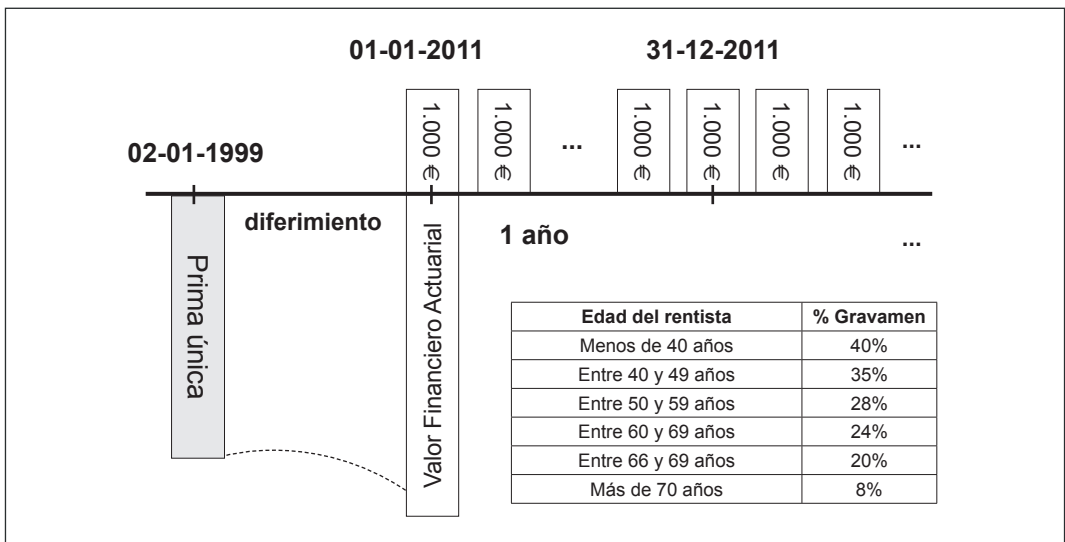 01-01-2011 31-12-2011
1.000 € 1.000 € ... 1.000 € 1.000 € 1.000 € 1.000 € ...
02-01-1999
diferimiento 1 año ...
Prima única
Valor Financiero Actuarial
Edad del rentista % Gravamen
Menos de 40 años 40%
Entre 40 y 49 años 35%
Entre 50 y 59 años 28%
Entre 60 y 69 años 24%
Entre 66 y 69 años 20%
Más de 70 años 8%